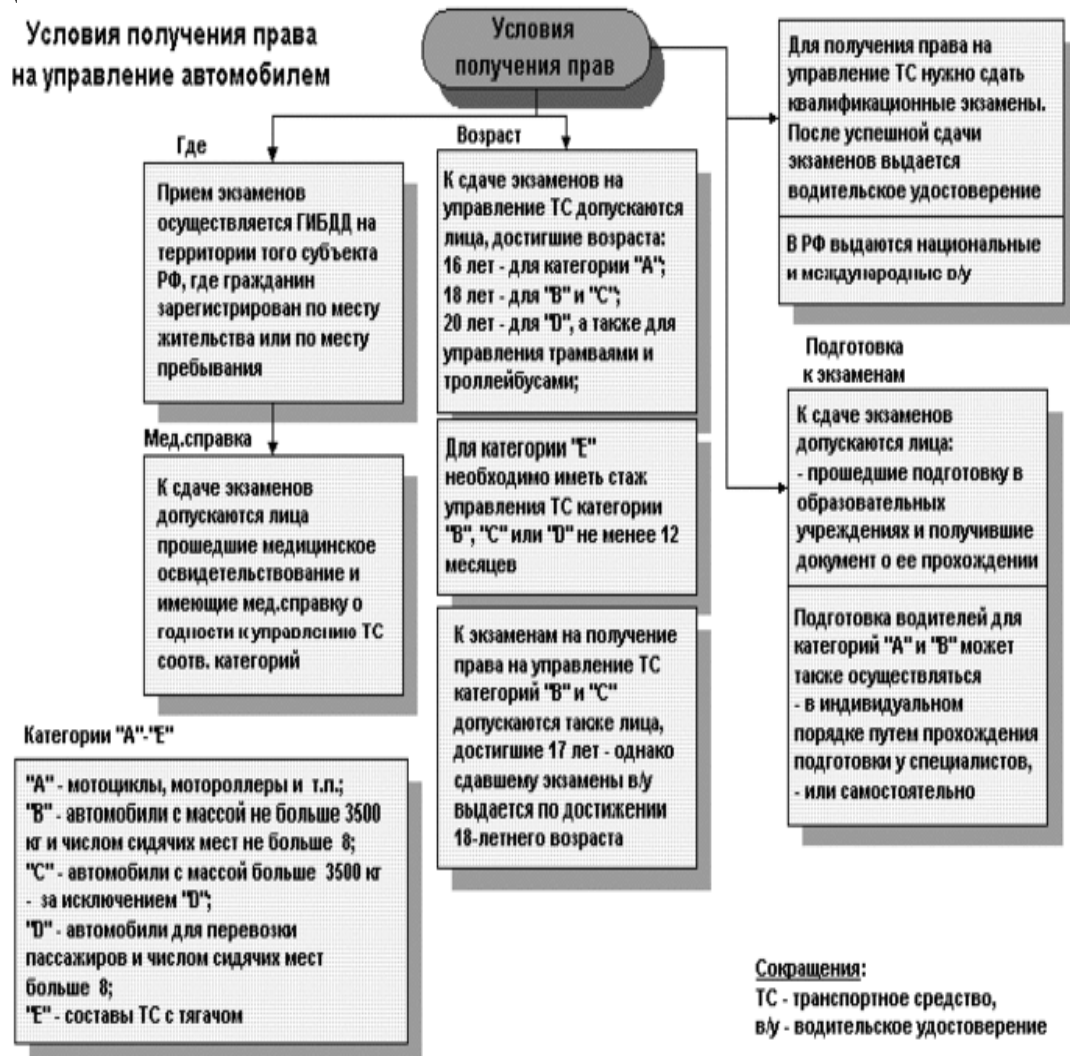 Условия получения права
на управление автомобилем
Условия
получения прав
Где
Прием экзаменов
осуществляется ГИБДД на
территории того субъекта
РФ, где гражданин
зарегистрирован по месту
жительства или по месту
пребывания
Мед.справка
К сдаче экзаменов
допускаются лица
прошедшие медицинское
освидетельствование и
имеющие мед.справку о
годности к управлению ТС
соотв. категорий
Возраст
К сдаче экзаменов на
управление ТС допускаются
лица, достигшие возраста:
16 лет - для категории "А";
18 лет - для "В" и "С";
20 лет - для "D", а также для
управления трамваями и
троллейбусами;
Для категории "Е"
необходимо иметь стаж
управления ТС категории
"В", "С" или "D" не менее 12
месяцев
К экзаменам на получение
права на управление ТС
категорий "В" и "С"
допускаются также лица,
достигшие 17 лет - однако
сдавшему экзамены в/у
выдается по достижении
18-летнего возраста
Для получения права на
управление ТС нужно сдать
квалификационные экзамены.
После успешной сдачи
экзаменов выдается
водительское удостоверение
В РФ выдаются национальные
и международные в/у
Подготовка
к экзаменам
К сдаче экзаменов
допускаются лица:
- прошедшие подготовку в
образовательных
учреждениях и получившие
документ о ее прохождении
Подготовка водителей для
категорий "А" и "В" может
также осуществляться
- в индивидуальном
порядке путем прохождения
подготовки у специалистов,
- или самостоятельно
Категории "А"-"Е"
"А" - мотоциклы, мотороллеры и т.п.;
"В" - автомобили с массой не больше 3500
кг и числом сидячих мест не больше 8;
"С" - автомобили с массой больше 3500 кг
- за исключением "D";
"D" - автомобили для перевозки
пассажиров и числом сидячих мест
больше 8;
"Е" - составы ТС с тягачом
Сокращения:
ТС - транспортное средство,
в/у - водительское удостоверение